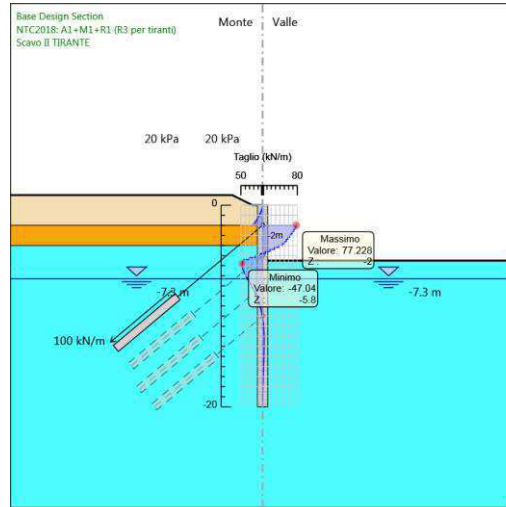 Base Design Section
NTC2018: A1+M1+R1 (R3 per tiranti)
Scavo II TIRANTE
Monte Valle
20 kPa 20 kPa
Taglio (kN/m)
50 80
0
-2m
Massimo
Valore: 77.228
Z : -2
Minimo
Valore: -47.04
Z : -5.8
-7.3 m -7.3 m
100 kN/m
-20